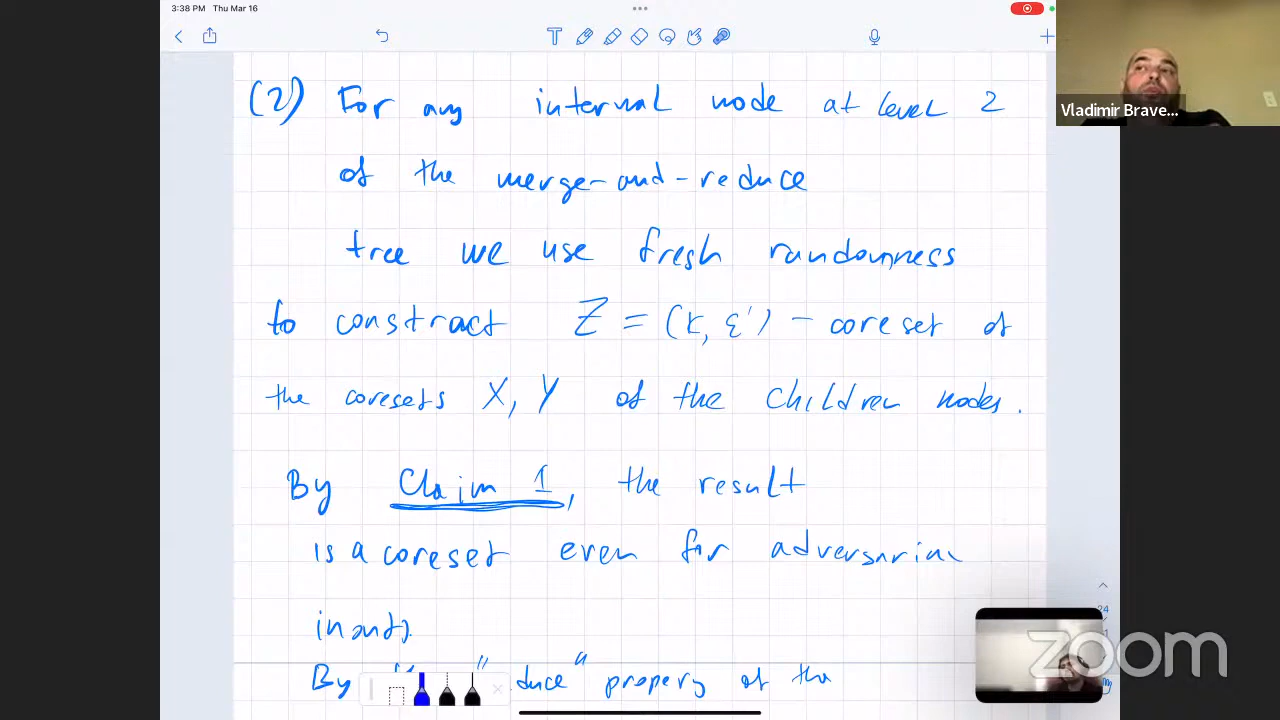 3:38 PM Thu Mar 16
(2) For any internal node at level 2
of the merge-and-reduce
tree we use fresh randomness
to construct Z = (k, ε') - coreset of
the coresets X, Y of the children nodes.
By Claim 1, the result
is a coreset even for adversarial
inputs.
By "duce" propery of the
Vladimir Brave...
24
zoom